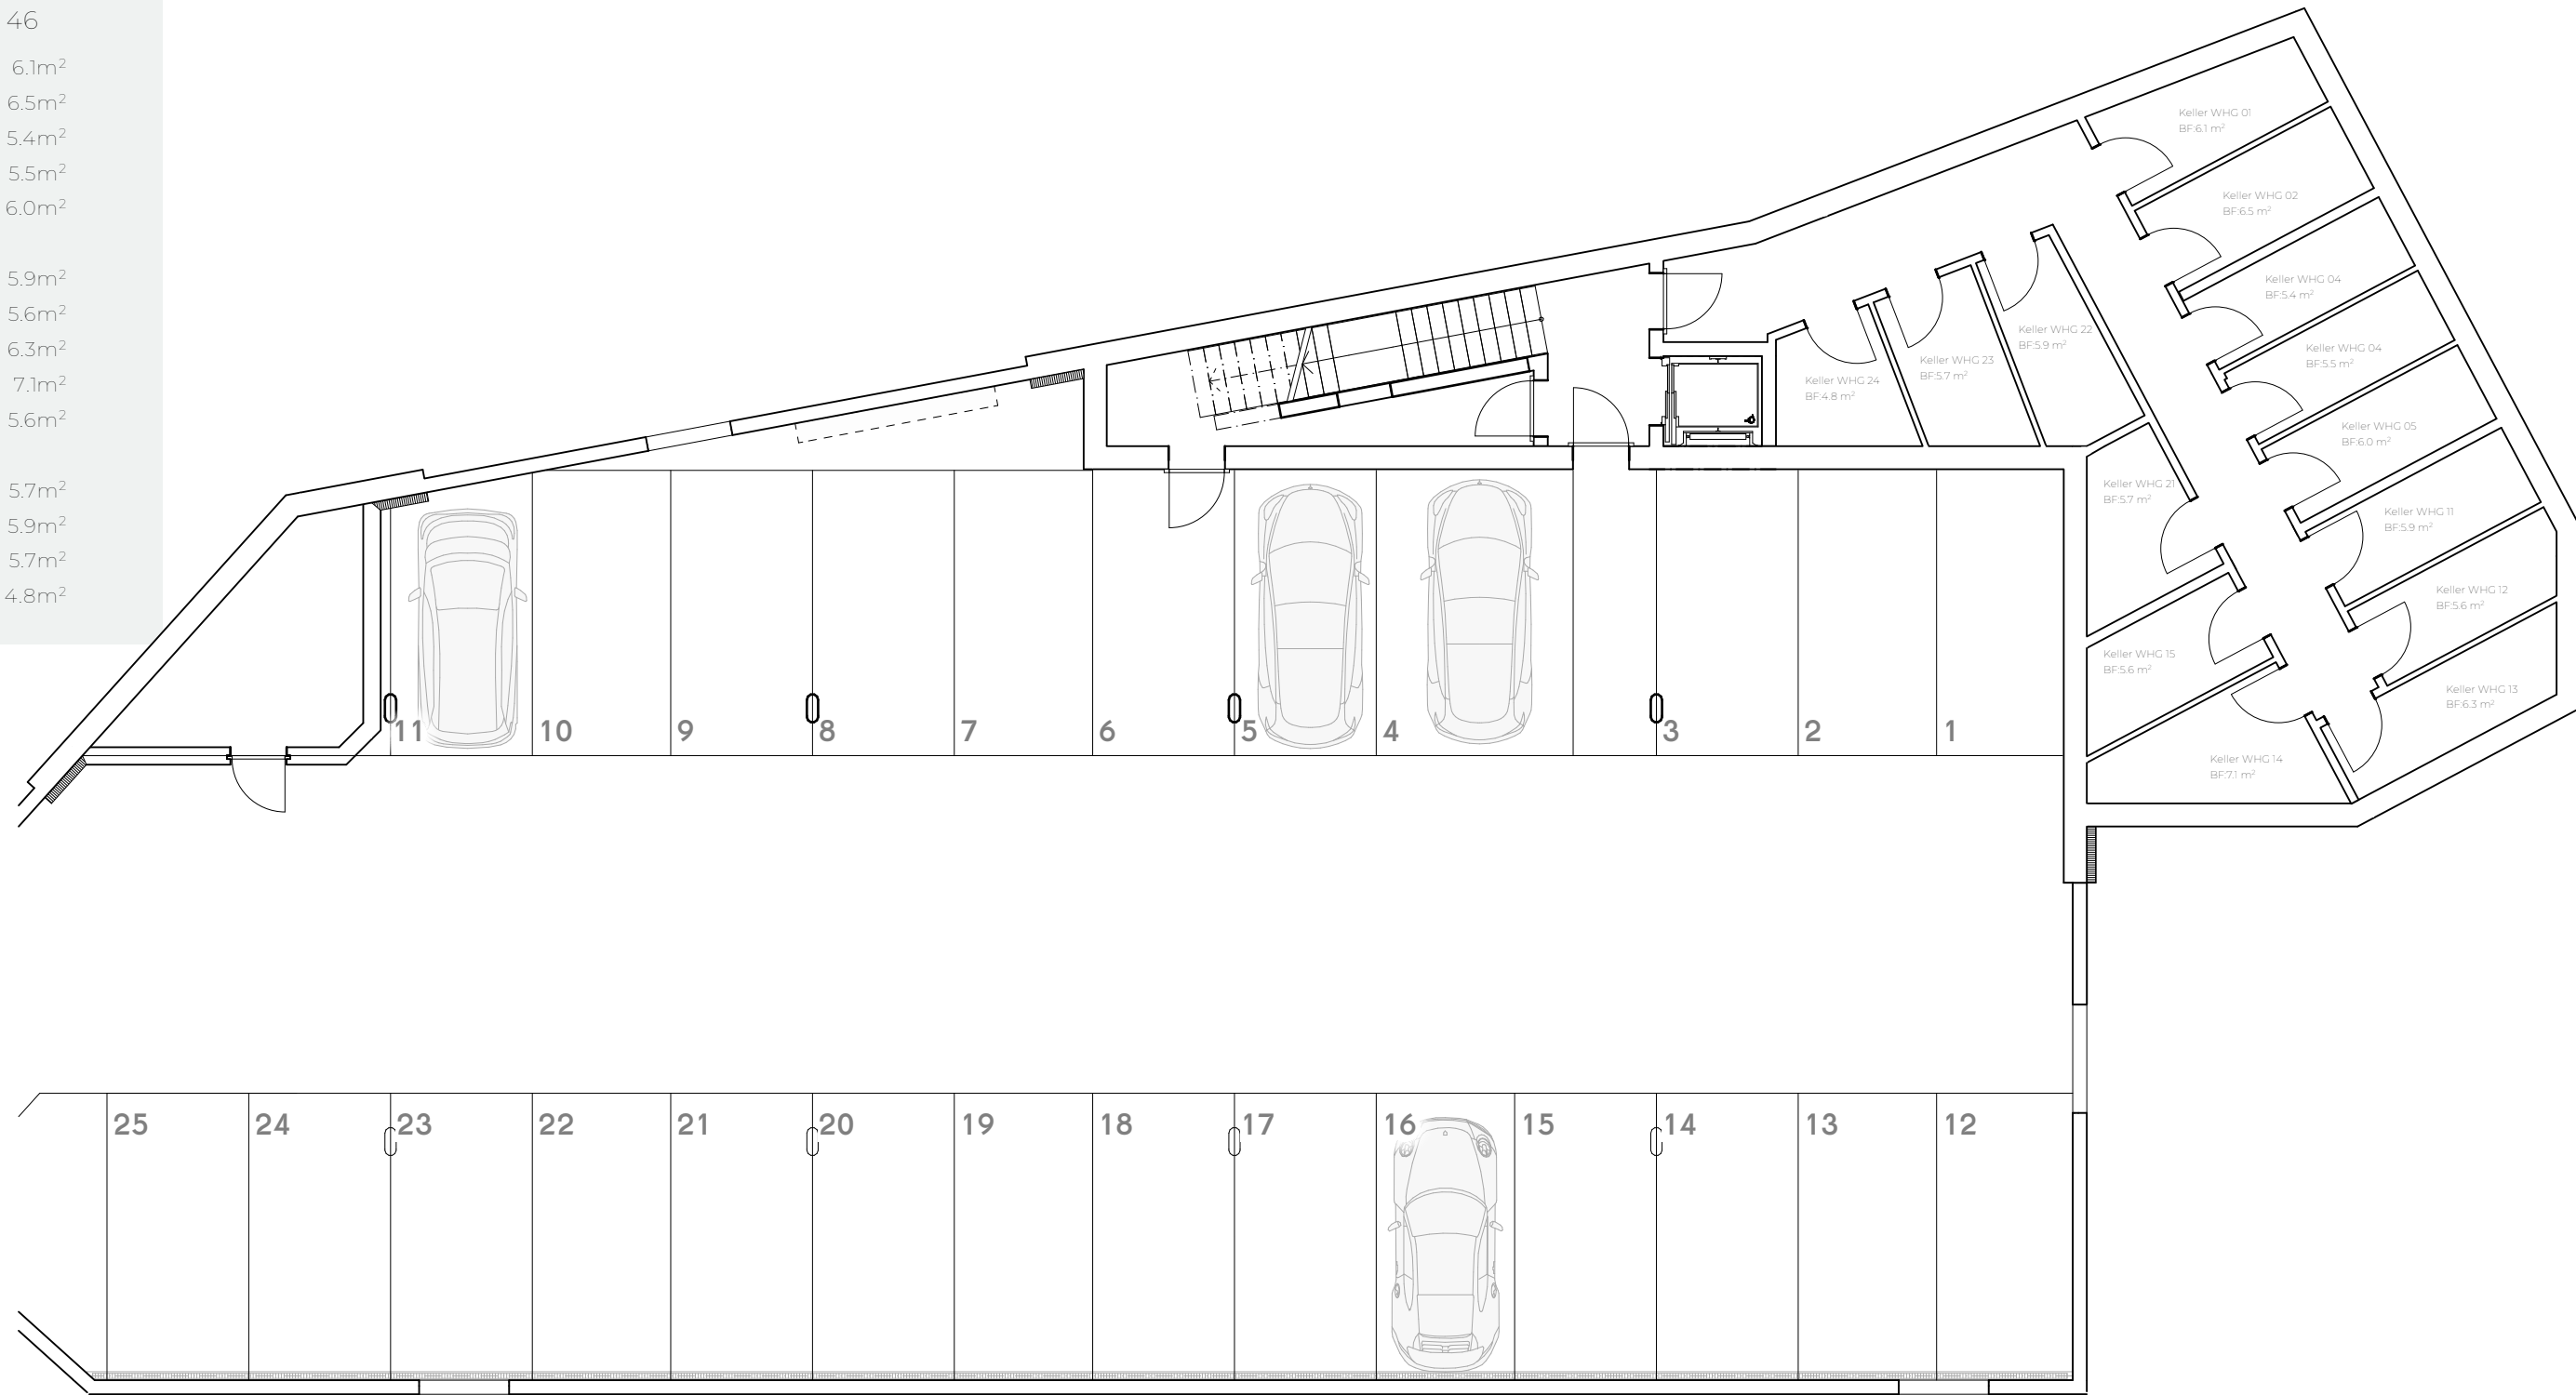 46
6.1m²
6.5m²
5.4m²
5.5m²
6.0m²
5.9m²
5.6m²
6.3m²
7.1m²
5.6m²
5.7m²
5.9m²
5.7m²
4.8m²
Keller WHG 01
BF:6.1 m²
Keller WHG 02
BF:6.5 m²
Keller WHG 04
BF:5.4 m²
Keller WHG 04
BF:5.5 m²
Keller WHG 05
BF:6.0 m²
Keller WHG 11
BF:5.9 m²
Keller WHG 12
BF:5.6 m²
Keller WHG 13
BF:6.3 m²
Keller WHG 14
BF:7.1 m²
Keller WHG 15
BF:5.6 m²
Keller WHG 21
BF:5.7 m²
Keller WHG 22
BF:5.9 m²
Keller WHG 23
BF:5.7 m²
Keller WHG 24
BF:4.8 m²
11 10 9 8 7 6 5 4 3 2 1
25 24 23 22 21 20 19 18 17 16 15 14 13 12